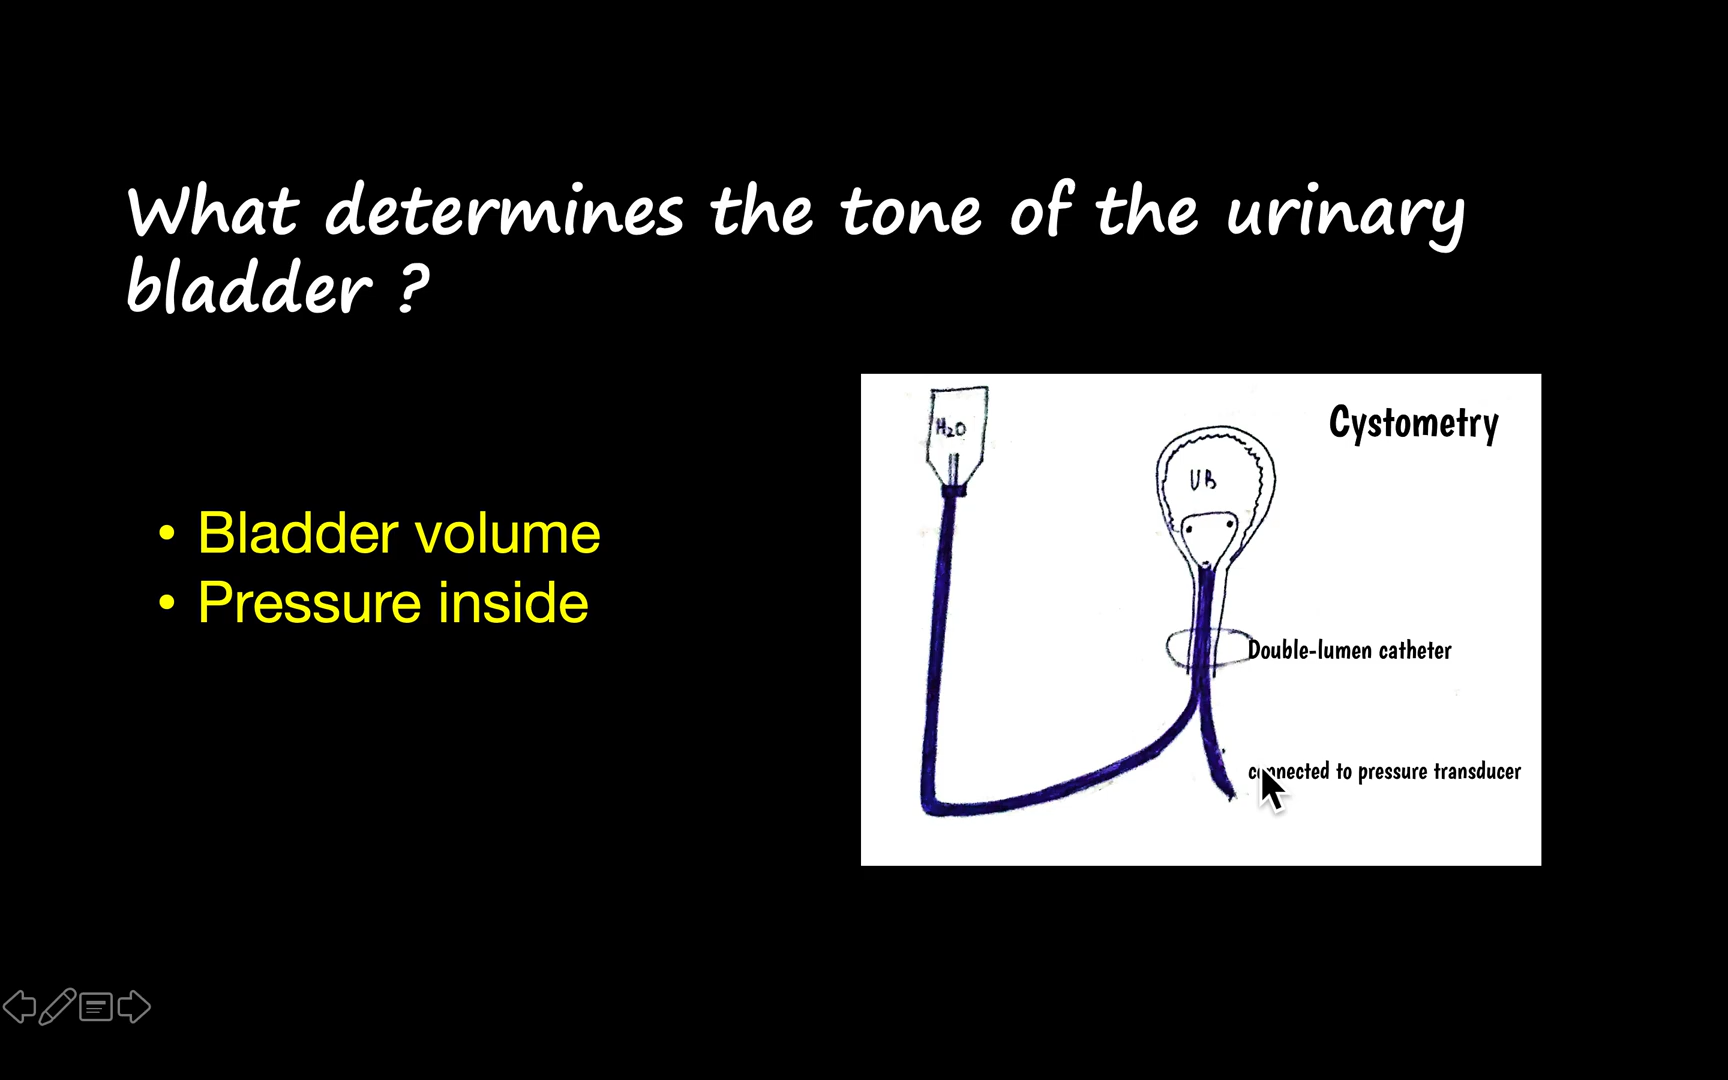 What determines the tone of the urinary
bladder ?
• Bladder volume
• Pressure inside
Cystometry
H₂O
UB
Double-lumen catheter
connected to pressure transducer